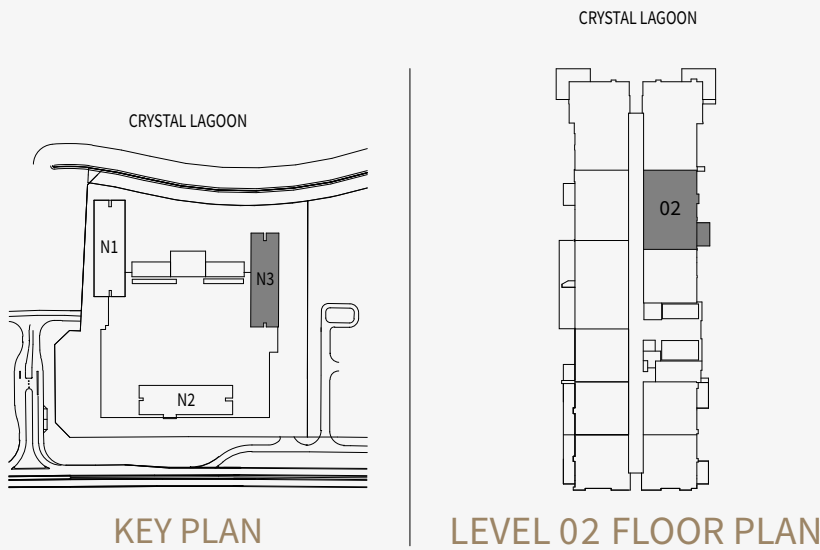 CRYSTAL LAGOON
N1
N3
N2
KEY PLAN
CRYSTAL LAGOON
02
LEVEL 02 FLOOR PLAN